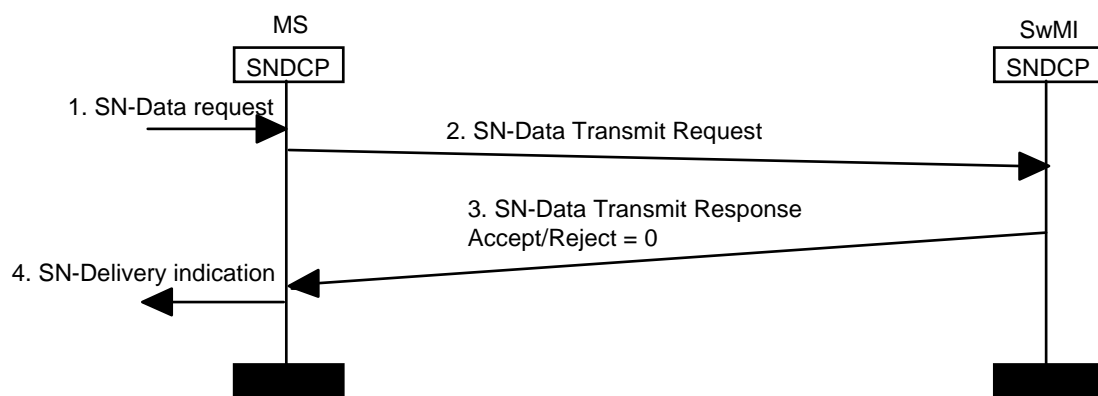 MS
SwMI
SNDCP
SNDCP
1. SN-Data request
2. SN-Data Transmit Request
3. SN-Data Transmit Response
Accept/Reject = 0
4. SN-Delivery indication